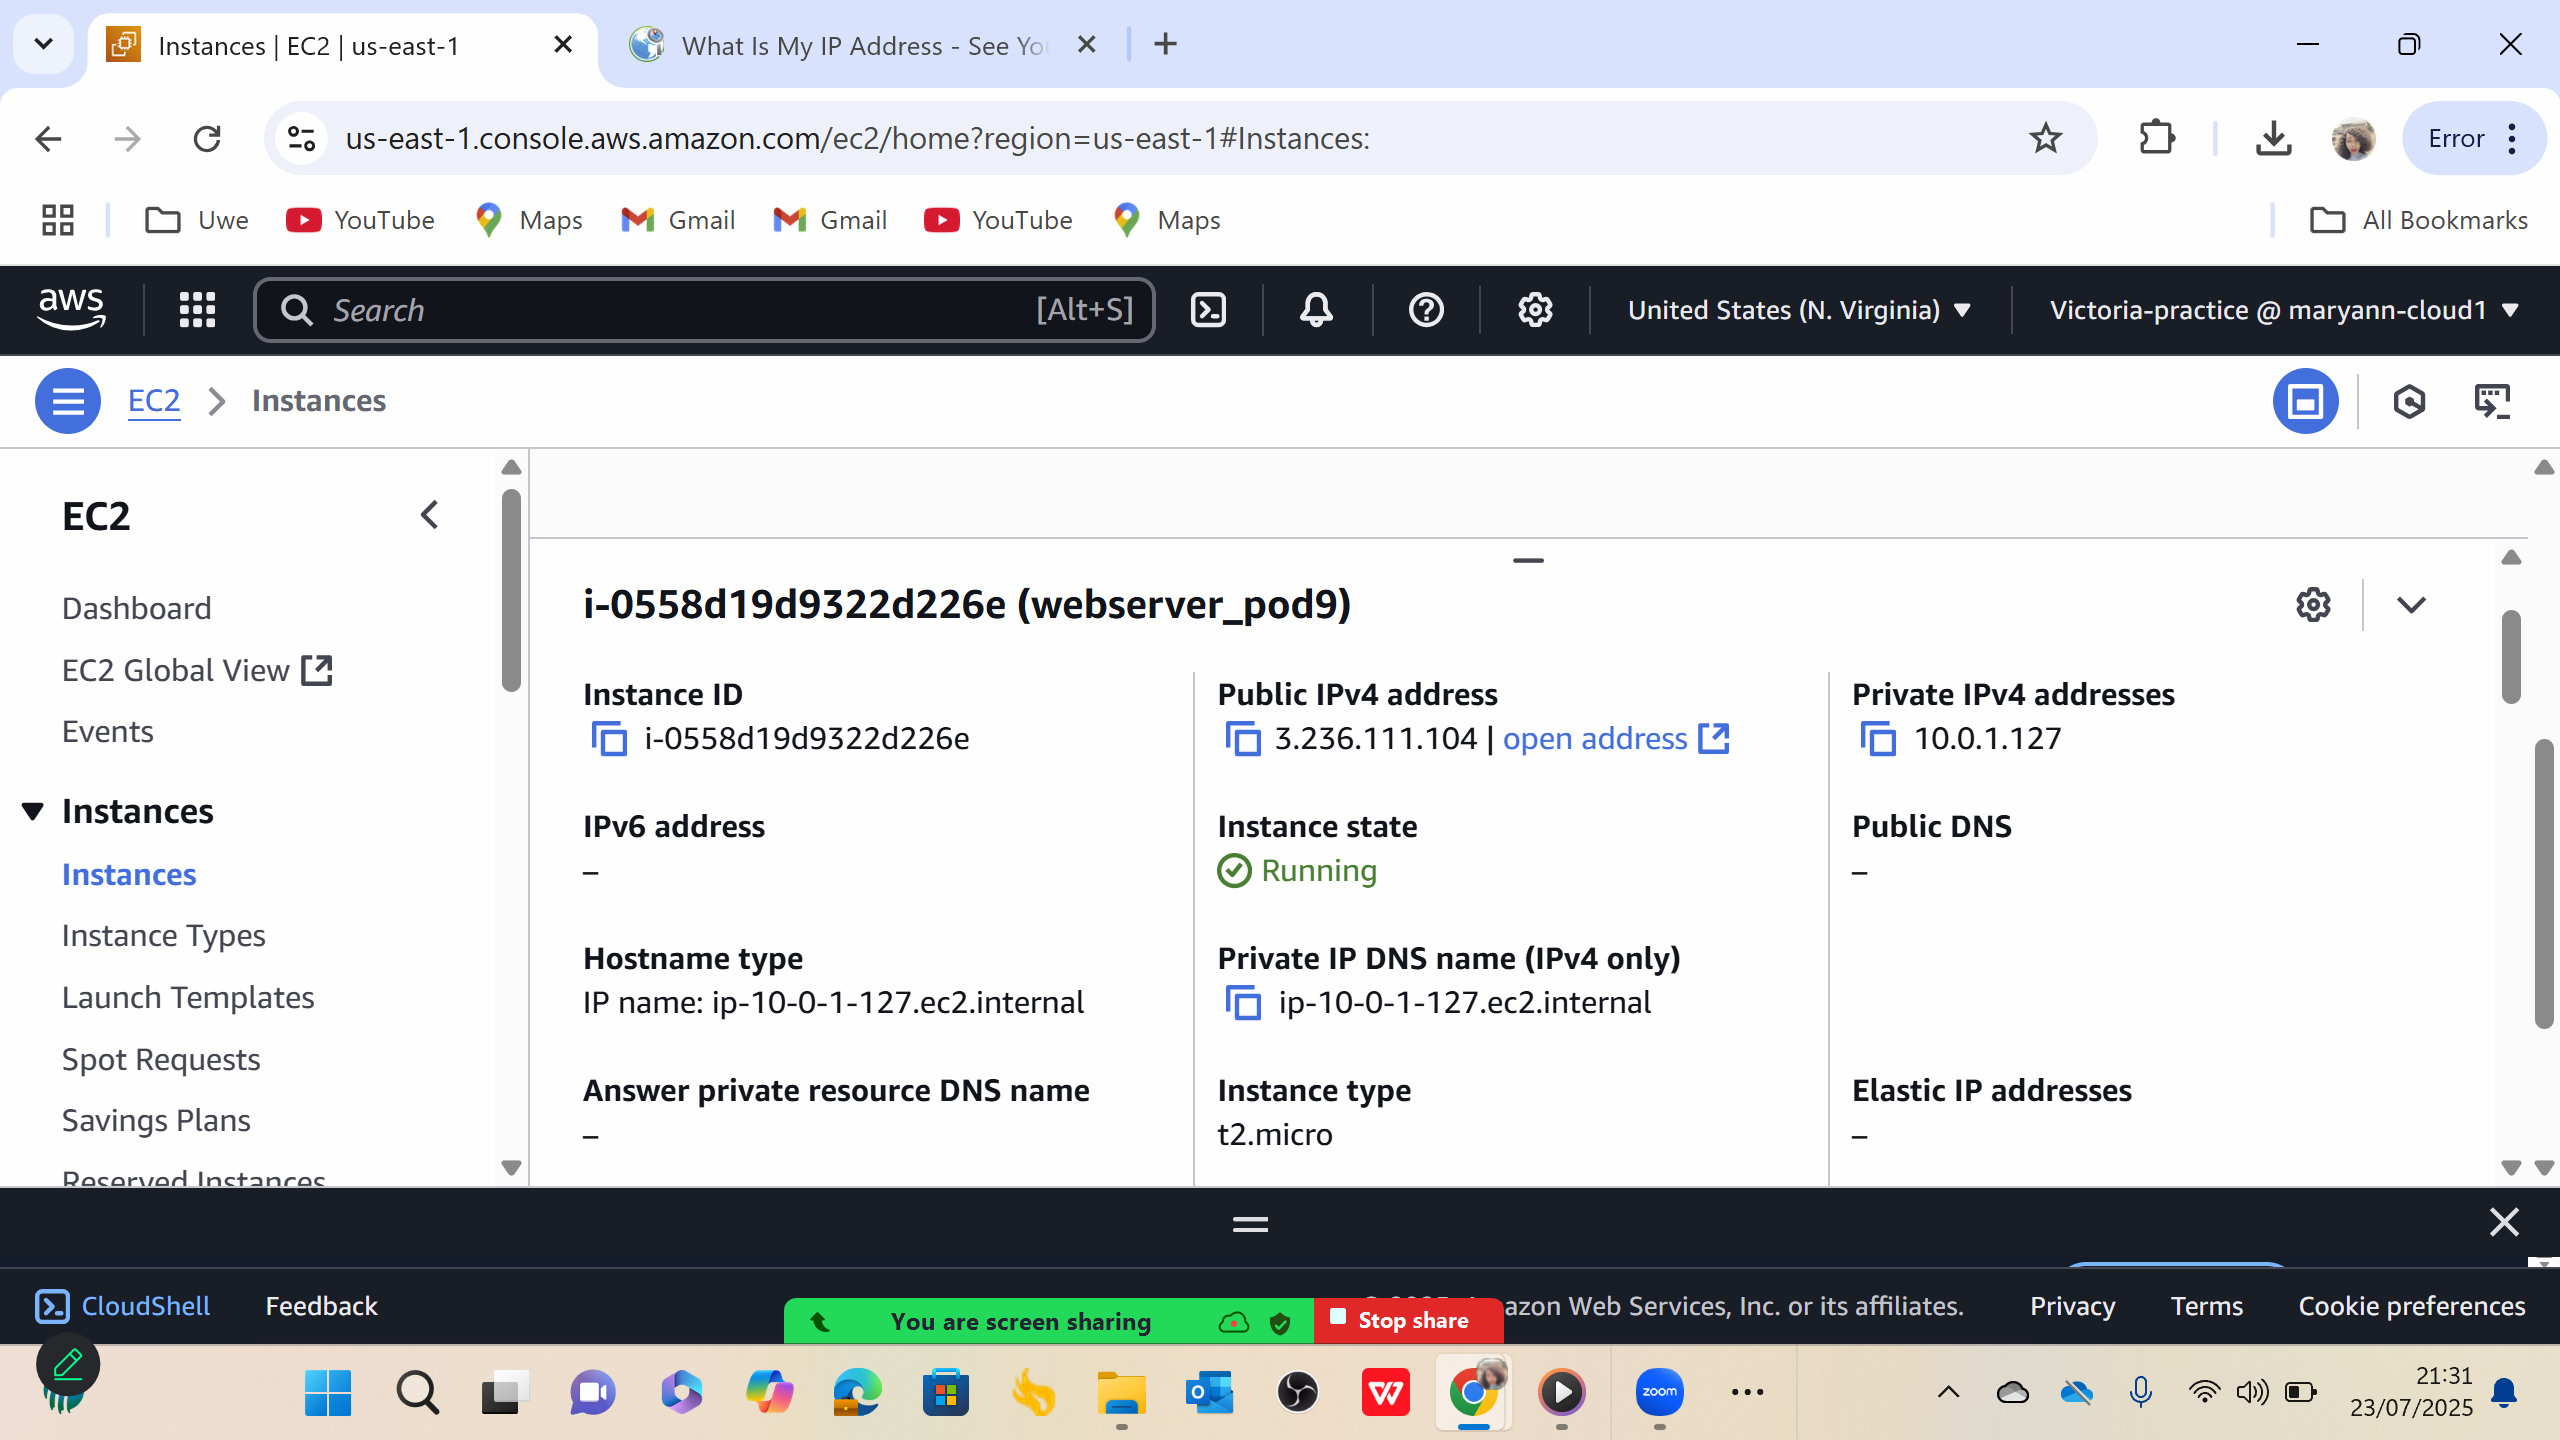 Instances | EC2 | us-east-1
What Is My IP Address - See You
us-east-1.console.aws.amazon.com/ec2/home?region=us-east-1#Instances:
Error
Uwe
YouTube
Maps
Gmail
Gmail
YouTube
Maps
All Bookmarks
aws
Search
[Alt+S]
United States (N. Virginia)
Victoria-practice @ maryann-cloud1
EC2
Instances
EC2
Dashboard
EC2 Global View
Events
Instances
Instances
Instance Types
Launch Templates
Spot Requests
Savings Plans
Reserved Instances
i-0558d19d9322d226e (webserver_pod9)
Instance ID
i-0558d19d9322d226e
Public IPv4 address
3.236.111.104 | open address
Private IPv4 addresses
10.0.1.127
IPv6 address
–
Instance state
Running
Public DNS
–
Hostname type
IP name: ip-10-0-1-127.ec2.internal
Private IP DNS name (IPv4 only)
ip-10-0-1-127.ec2.internal
Answer private resource DNS name
–
Instance type
t2.micro
Elastic IP addresses
–
CloudShell
Feedback
azon Web Services, Inc. or its affiliates.
Privacy
Terms
Cookie preferences
You are screen sharing
Stop share
zoom
21:31
23/07/2025